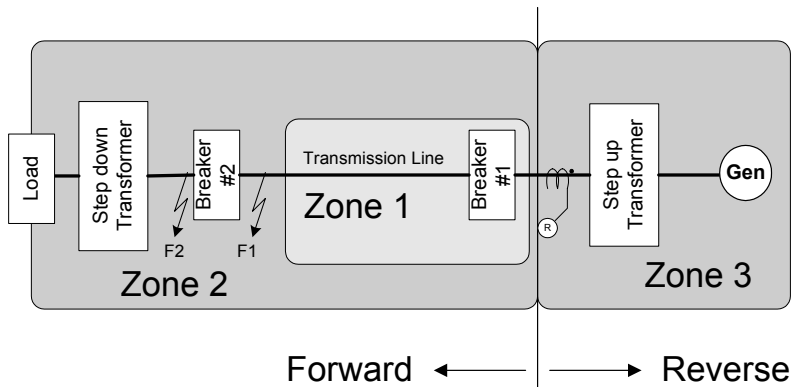 Load
Step down
Transformer
Breaker
#2
F2
F1
Transmission Line
Zone 1
Breaker
#1
R
Step up
Transformer
Gen
Zone 2
Zone 3
Forward
Reverse